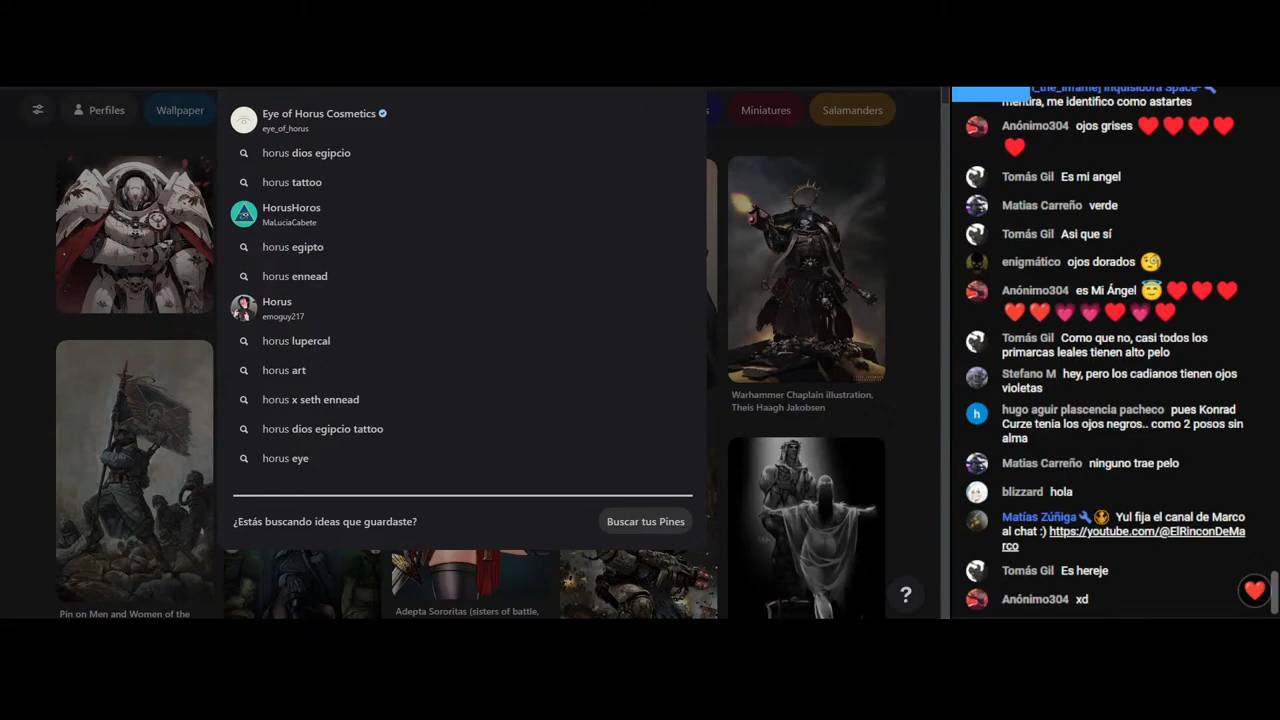 Perfiles
Wallpaper
s
Miniatures
Salamanders
Eye of Horus Cosmetics
eye_of_horus
horus dios egipcio
horus tattoo
HorusHoros
MaLuciaCabete
horus egipto
horus ennead
Horus
emoguy217
horus lupercal
horus art
horus x seth ennead
horus dios egipcio tattoo
horus eye
¿Estás buscando ideas que guardaste?
Buscar tus Pines
Warhammer Chaplain illustration,
Theis Haagh Jakobsen
Pin on Men and Women of the
Adepta Sororitas (sisters of battle,
?
mentira, me identifico como astartes
Anónimo304 ojos grises
Tomás Gil Es mi angel
Matias Carreño verde
Tomás Gil Asi que sí
enigmático ojos dorados
Anónimo304 es Mi Ángel
Tomás Gil Como que no, casi todos los
primarcas leales tienen alto pelo
Stefano M hey, pero los cadianos tienen ojos
violetas
hugo aguir plascencia pacheco pues Konrad
Curze tenia los ojos negros.. como 2 posos sin
alma
h
Matias Carreño ninguno trae pelo
blizzard hola
Matías Zúñiga Yul fija el canal de Marco
al chat :) https://youtube.com/@ElRinconDeMa
rco
Tomás Gil Es hereje
Anónimo304 xd